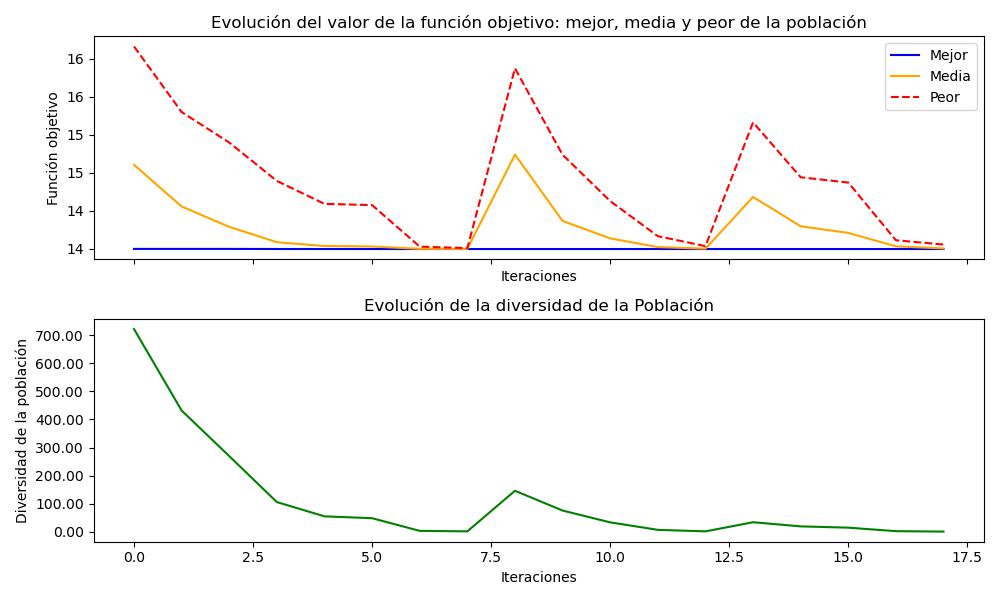 Evolución del valor de la función objetivo: mejor, media y peor de la población
Función objetivo
16
16
15
15
14
14
Mejor
Media
Peor
Iteraciones
Evolución de la diversidad de la Población
Diversidad de la población
700.00
600.00
500.00
400.00
300.00
200.00
100.00
0.00
0.0 2.5 5.0 7.5 10.0 12.5 15.0 17.5
Iteraciones